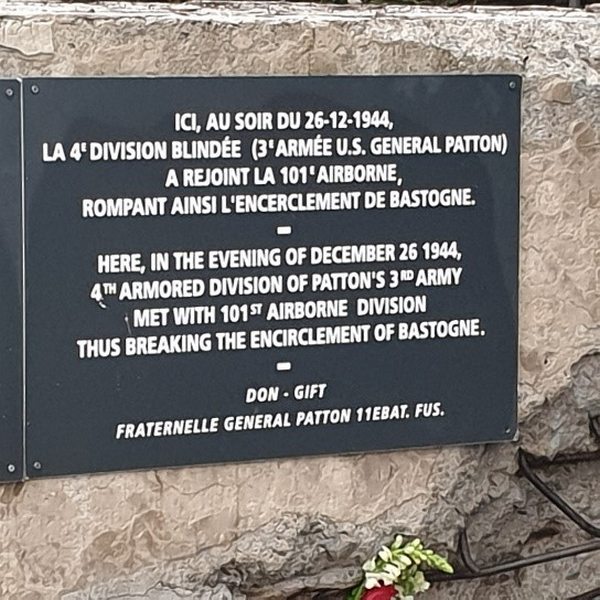 ICI, AU SOIR DU 26-12-1944,
LA 4ᴱ DIVISION BLINDÉE (3ᴱ ARMÉE U.S. GENERAL PATTON)
A REJOINT LA 101ᴱ AIRBORNE,
ROMPANT AINSI L'ENCERCLEMENT DE BASTOGNE.
HERE, IN THE EVENING OF DECEMBER 26 1944,
4ᵀᴴ ARMORED DIVISION OF PATTON'S 3ᴿᴰ ARMY
MET WITH 101ˢᵀ AIRBORNE DIVISION
THUS BREAKING THE ENCIRCLEMENT OF BASTOGNE.
DON - GIFT
FRATERNELLE GENERAL PATTON 11EBAT. FUS.